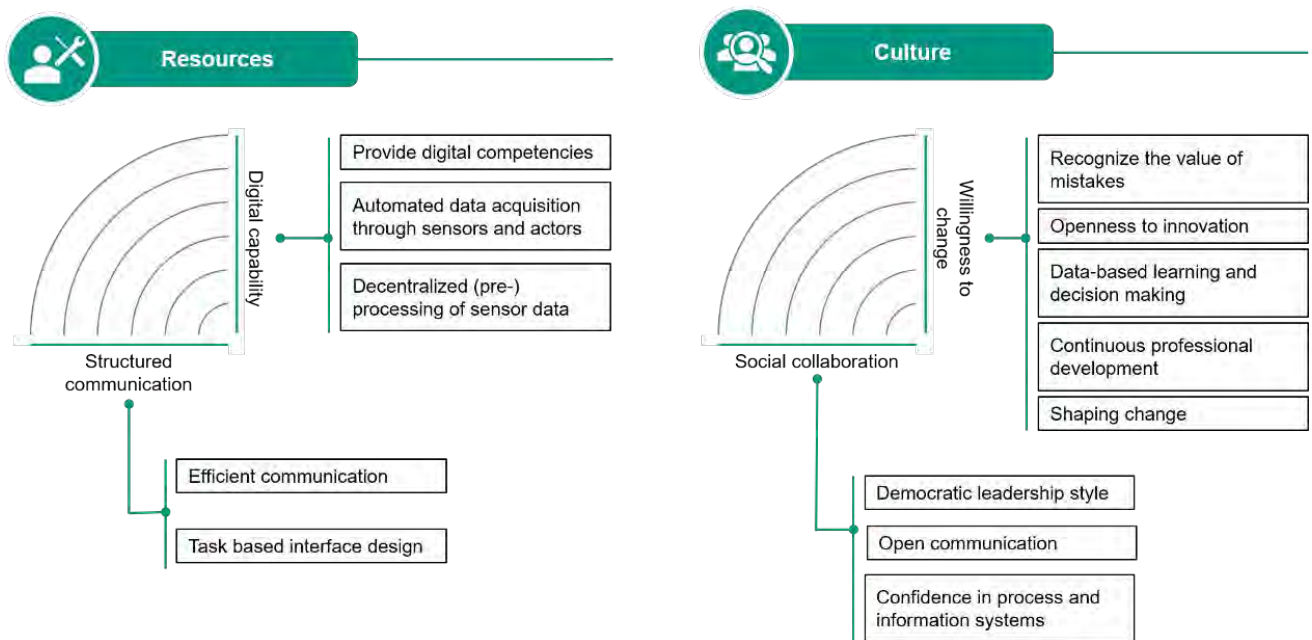 Resources
Digital capability
Provide digital competencies
Automated data acquisition
through sensors and actors
Decentralized (pre-)
processing of sensor data
Structured
communication
Efficient communication
Task based interface design
Culture
Willingness to
change
Recognize the value of
mistakes
Openness to innovation
Data-based learning and
decision making
Continuous professional
development
Shaping change
Social collaboration
Democratic leadership style
Open communication
Confidence in process and
information systems